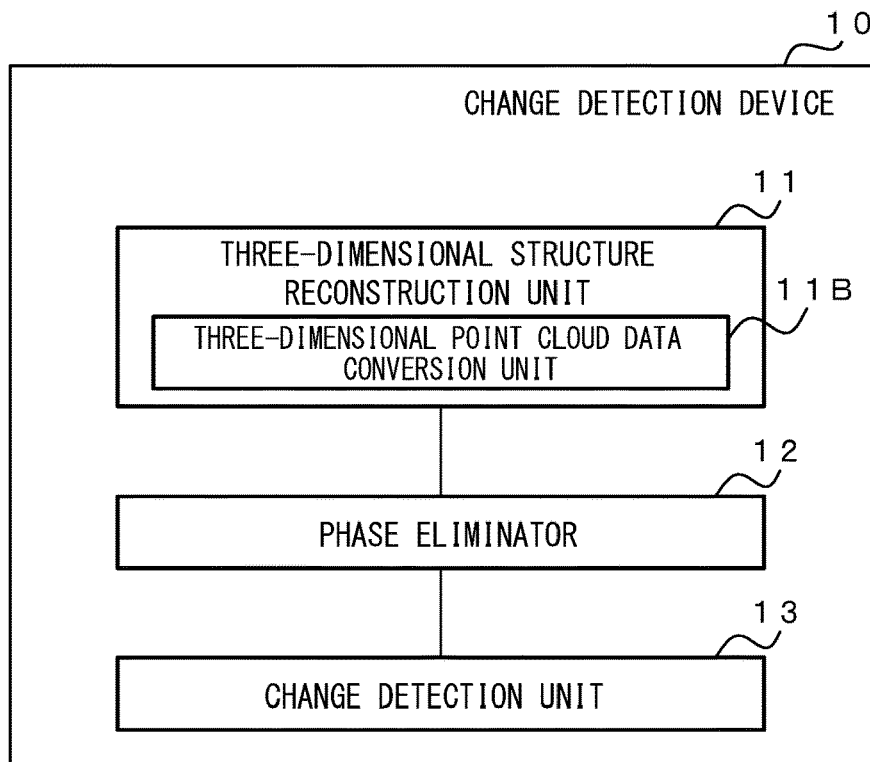 10
CHANGE DETECTION DEVICE
11
THREE-DIMENSIONAL STRUCTURE
RECONSTRUCTION UNIT
11B
THREE-DIMENSIONAL POINT CLOUD DATA
CONVERSION UNIT
12
PHASE ELIMINATOR
13
CHANGE DETECTION UNIT